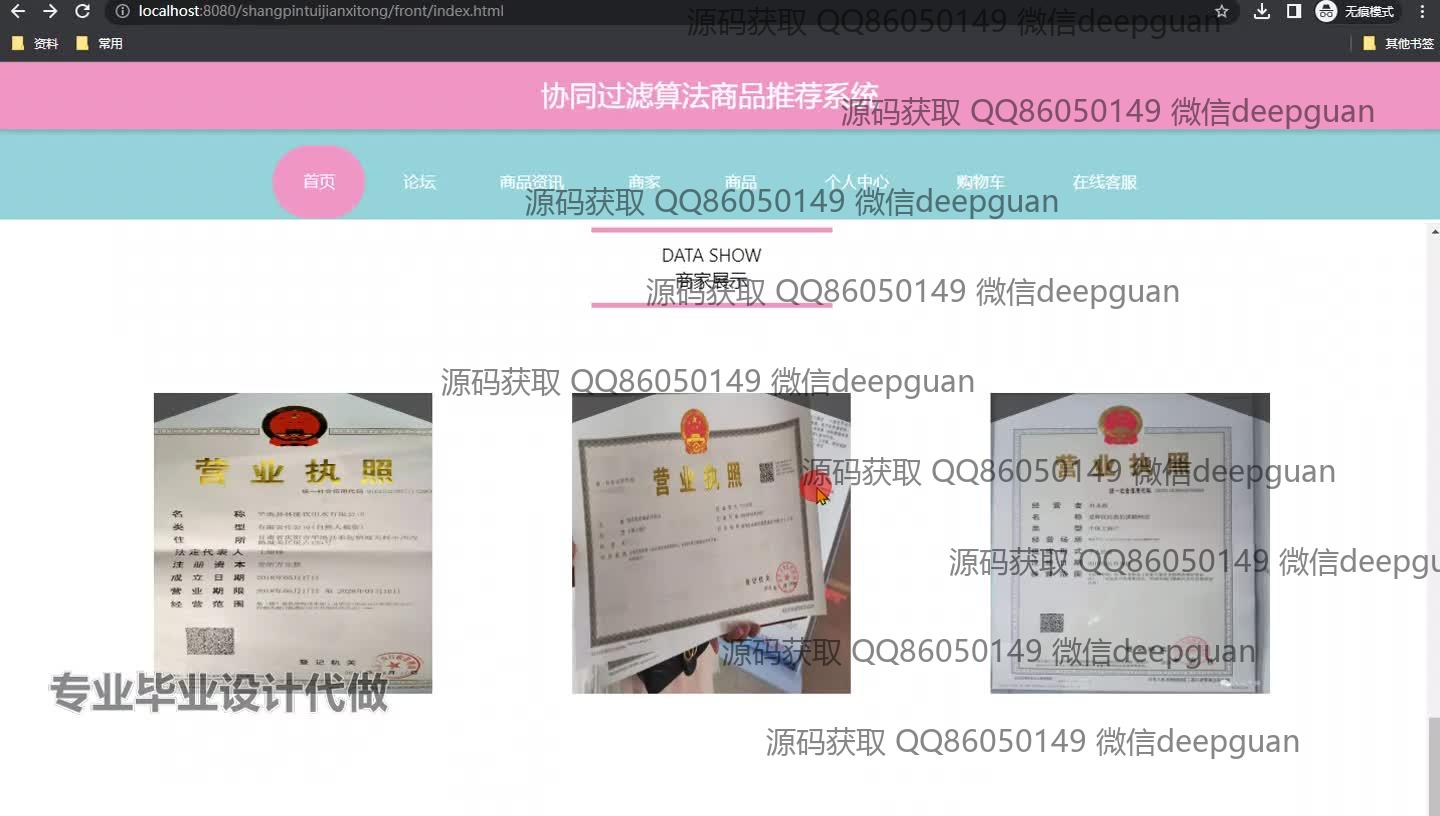 localhost:8080/shangpintuijianxitong/front/index.html
无痕模式
源码获取 QQ86050149 微信deepguan
资料
常用
其他书签
协同过滤算法商品推荐系统
源码获取 QQ86050149 微信deepguan
首页
论坛
商品资讯
商家
商品
个人中心
购物车
在线客服
源码获取 QQ86050149 微信deepguan
DATA SHOW
商家展示
源码获取 QQ86050149 微信deepguan
源码获取 QQ86050149 微信deepguan
营业执照
统一社会信用代码
名称
类型
住所
法定代表人
注册资本
成立日期
营业期限
经营范围
登记机关
营业执照
登记机关
营业执照
源码获取 QQ86050149 微信deepguan
源码获取 QQ86050149 微信deepgu
源码获取 QQ86050149 微信deepguan
专业毕业设计代做
源码获取 QQ86050149 微信deepguan